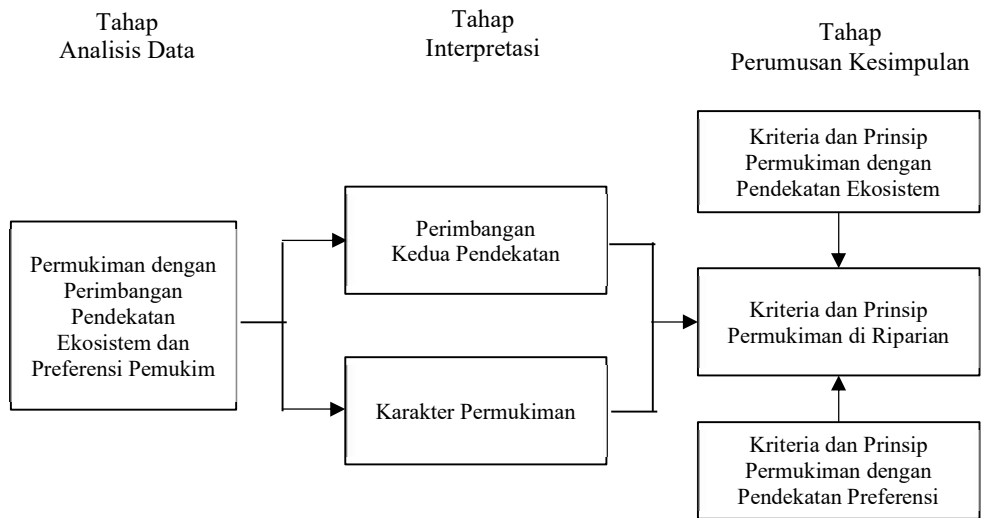 Tahap
Analisis Data
Tahap
Interpretasi
Tahap
Perumusan Kesimpulan
Permukiman dengan
Perimbangan
Pendekatan
Ekosistem dan
Preferensi Pemukim
Perimbangan
Kedua Pendekatan
Karakter Permukiman
Kriteria dan Prinsip
Permukiman dengan
Pendekatan Ekosistem
Kriteria dan Prinsip
Permukiman di Riparian
Kriteria dan Prinsip
Permukiman dengan
Pendekatan Preferensi